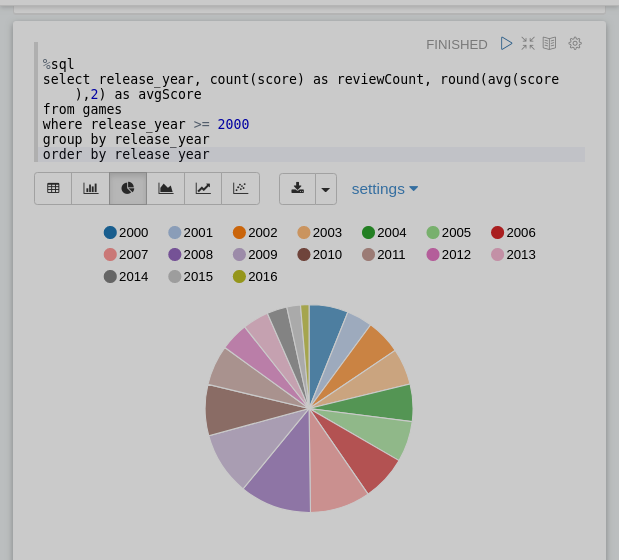 FINISHED
%sql
select release_year, count(score) as reviewCount, round(avg(score
),2) as avgScore
from games
where release_year >= 2000
group by release_year
order by release_year
settings
2000 2001 2002 2003 2004 2005 2006
2007 2008 2009 2010 2011 2012 2013
2014 2015 2016